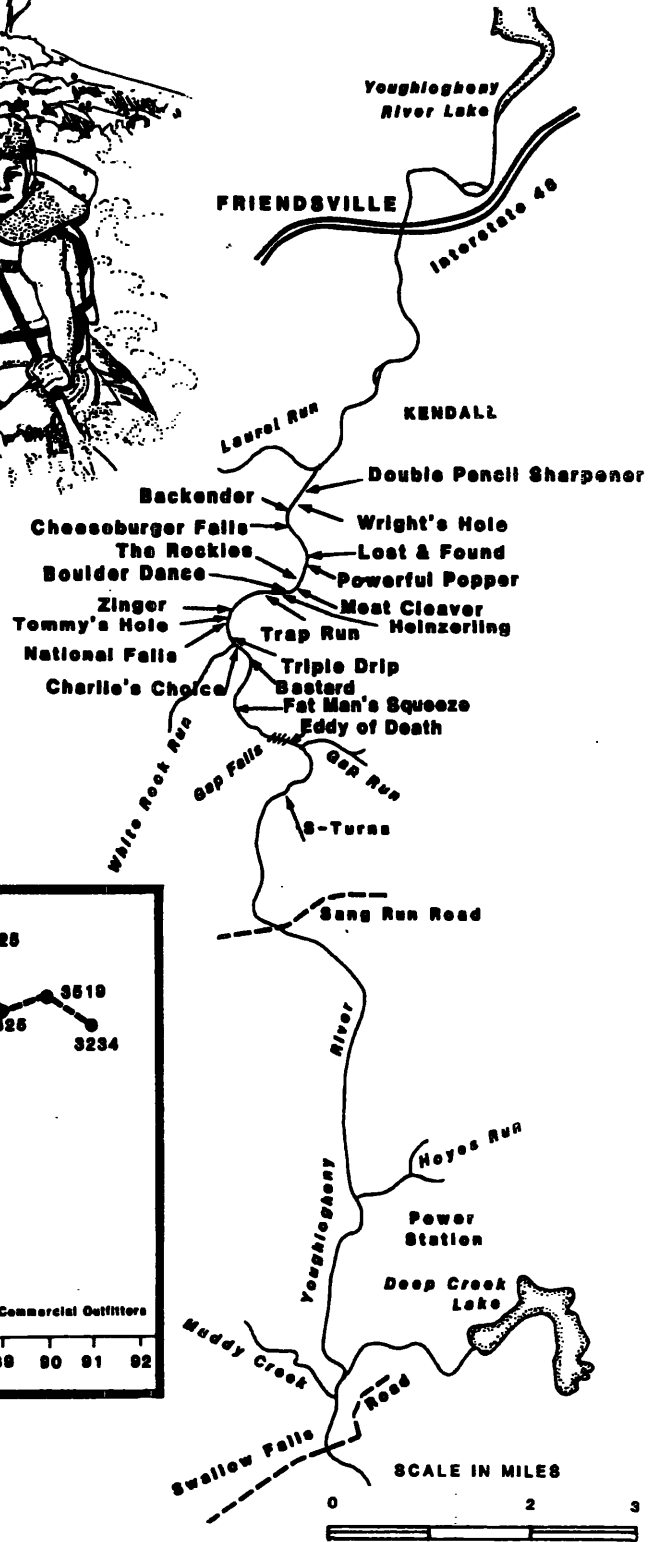 Youghiogheny
River Lake
FRIENDSVILLE
Interstate 48
Laurel Run
KENDALL
Double Pencil Sharpener
Backender
Wright's Hole
Cheeseburger Falls
Lost & Found
The Rockies
Boulder Dance
Powerful Popper
Zinger
Meat Cleaver
Tommy's Hole
Heinzerling
Trap Run
National Falls
Triple Drip
Charlie's Choice
Bastard
Fat Man's Squeeze
Eddy of Death
White Rock Run
Gap Falls
Gap Run
S-Turns
Sang Run Road
25
3519
525
3234
River
Hoyes Run
Youghiogheny
Power
Station
Deep Creek
Lake
Commercial Outfitters
Muddy Creek
89 90 91 92
Road
Swallow Falls
SCALE IN MILES
0 2 3